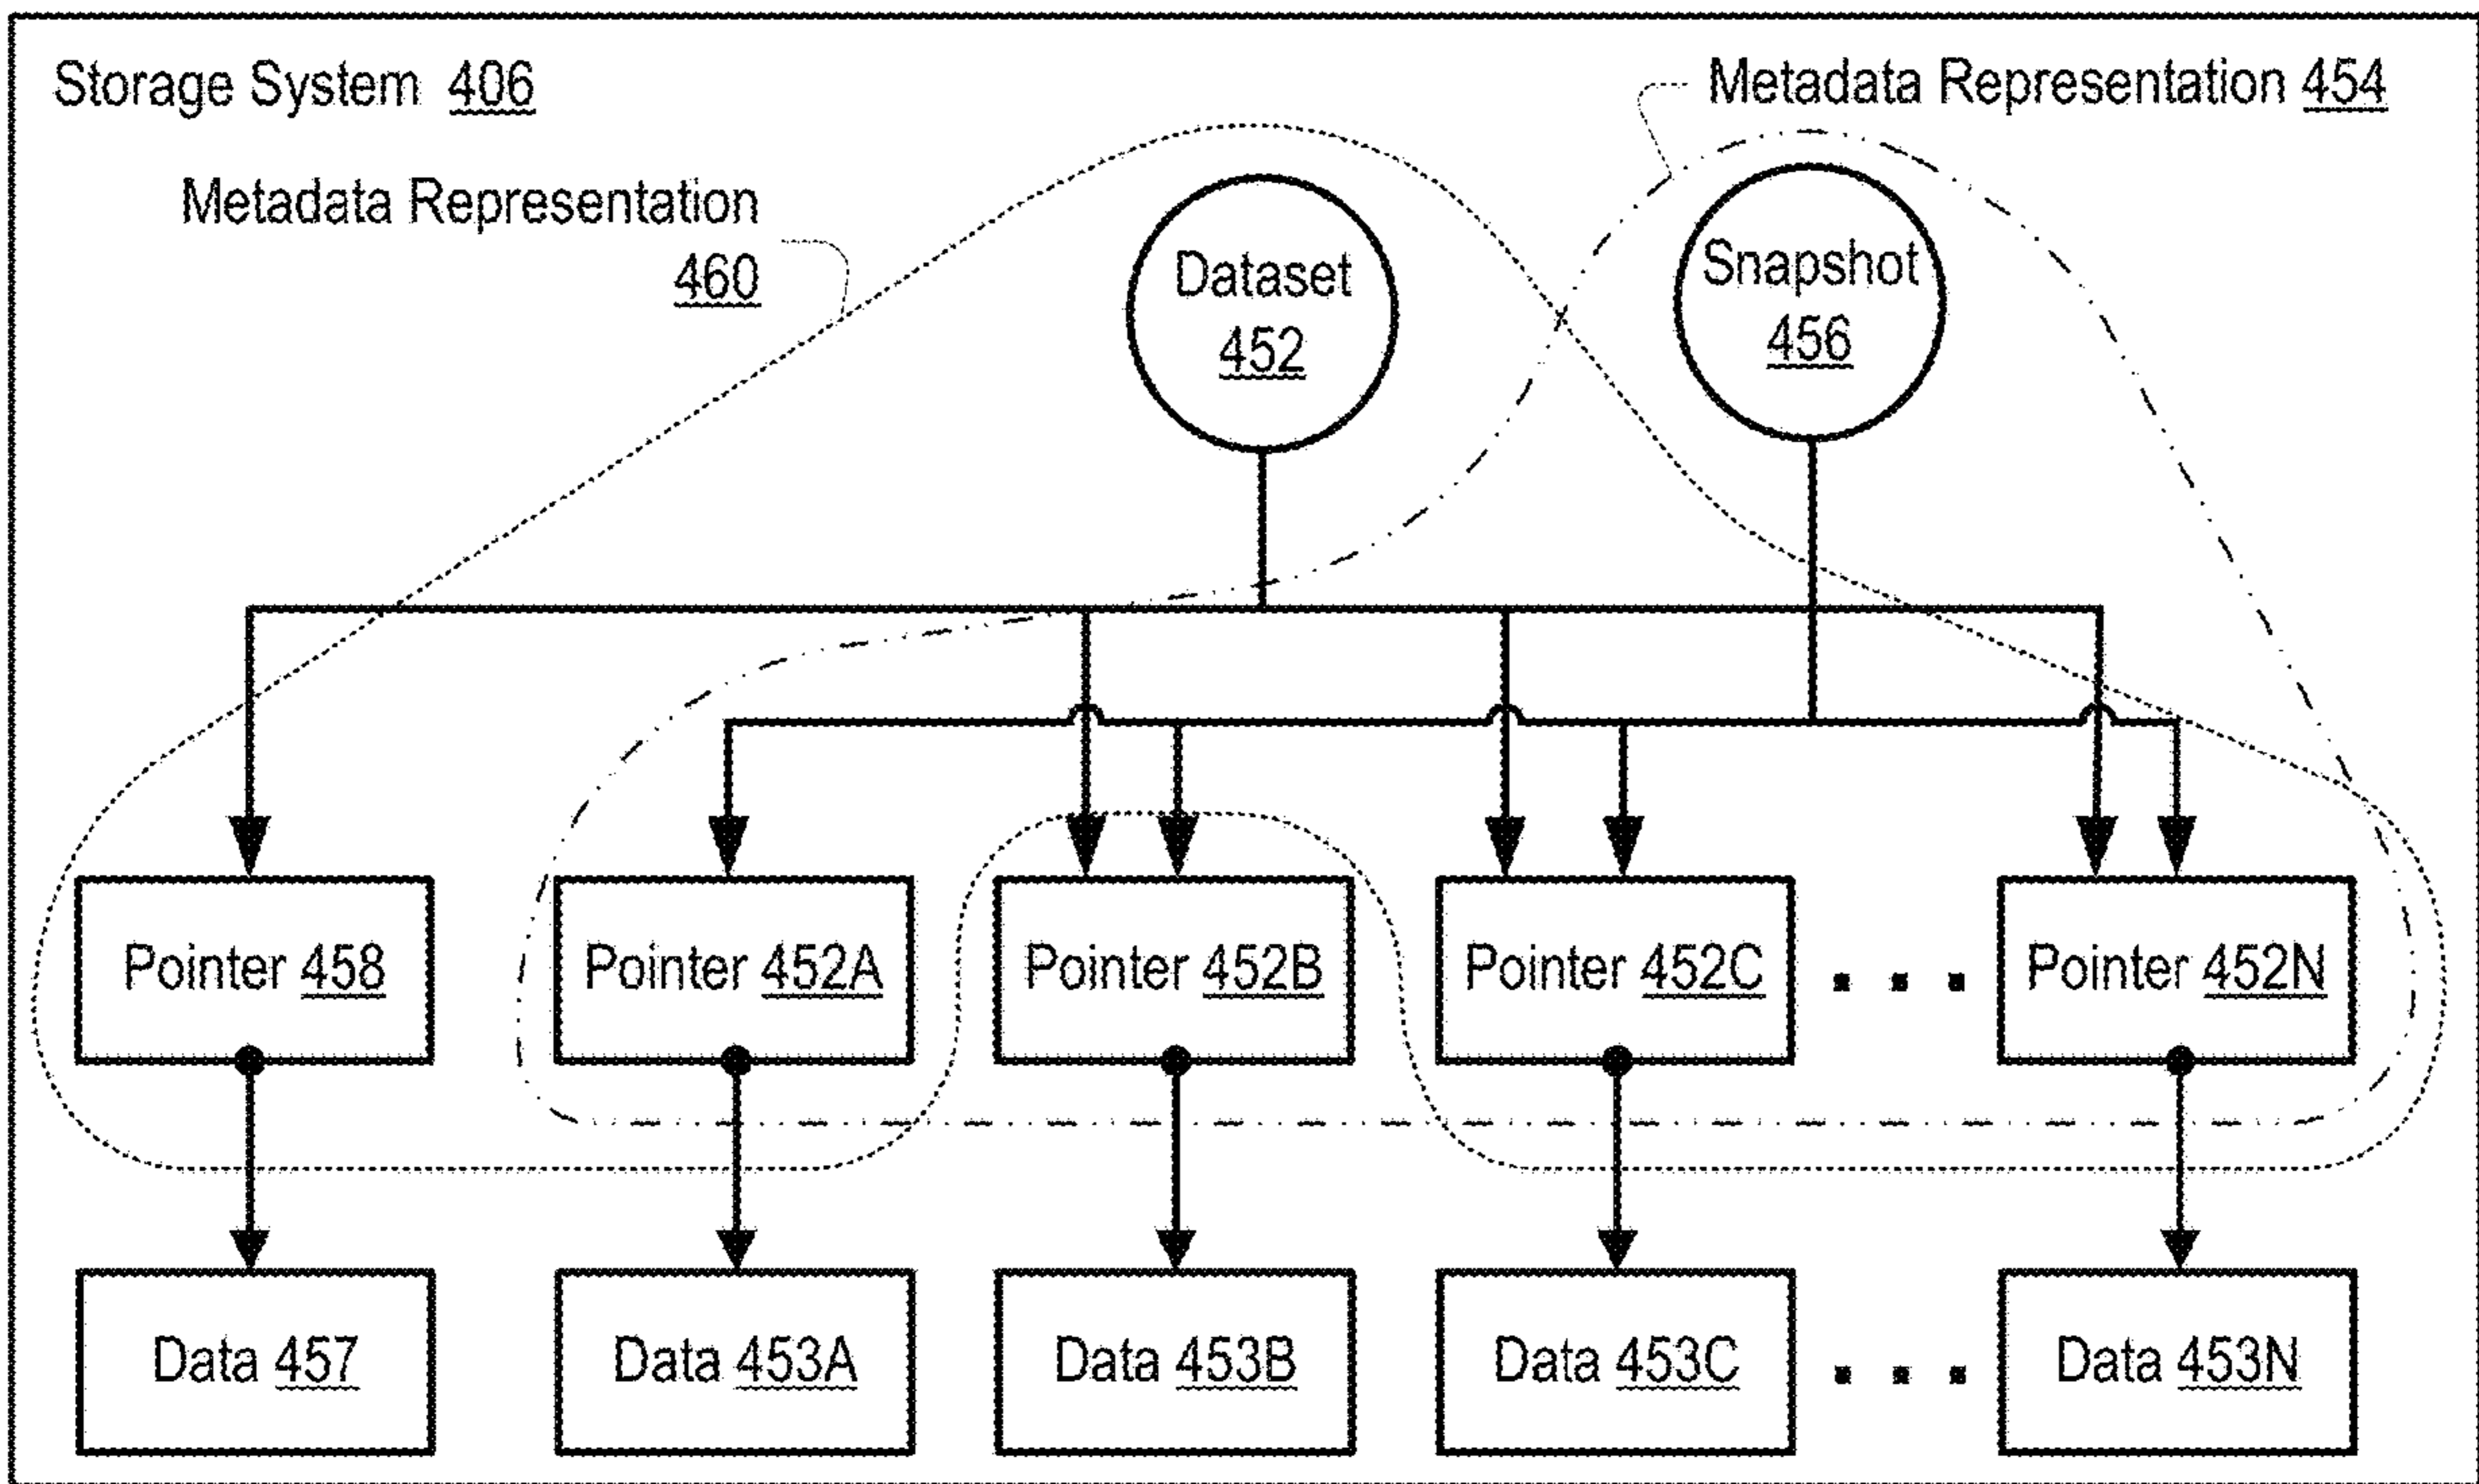 Storage System 406
Metadata Representation 454
Metadata Representation
460
Dataset
452
Snapshot
456
Pointer 458
Pointer 452A
Pointer 452B
Pointer 452C
. . .
Pointer 452N
Data 457
Data 453A
Data 453B
Data 453C
. . .
Data 453N